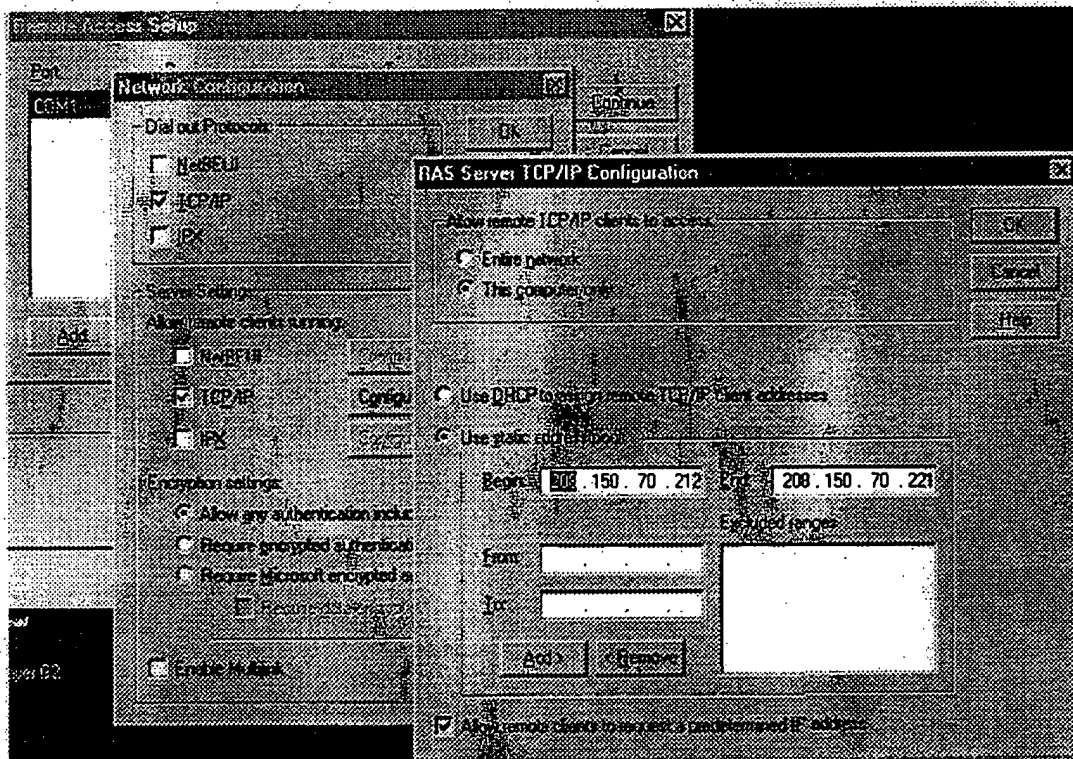 Remote Access Setup
Port
COM1
Continue
Cancel
Add
Network Configuration
OK
Dial out Protocols
NetBEUI
TCP/IP
IPX
Server Settings
Allow remote clients running:
NetBEUI
TCP/IP
Configu
IPX
Encryption settings
Allow any authentication includ
Require encrypted authenticati
Require Microsoft encrypted a
Enable Multilink
RAS Server TCP/IP Configuration
OK
Cancel
Help
Allow remote TCP/IP clients to access
Entire network
This computer only
Use DHCP to assign remote TCP/IP client addresses
Use static address pool:
Begin: 208 . 150 . 70 . 212 End: 208 . 150 . 70 . 221
Excluded ranges
From:
To:
Add > < Remove
Allow remote clients to request a predetermined IP address